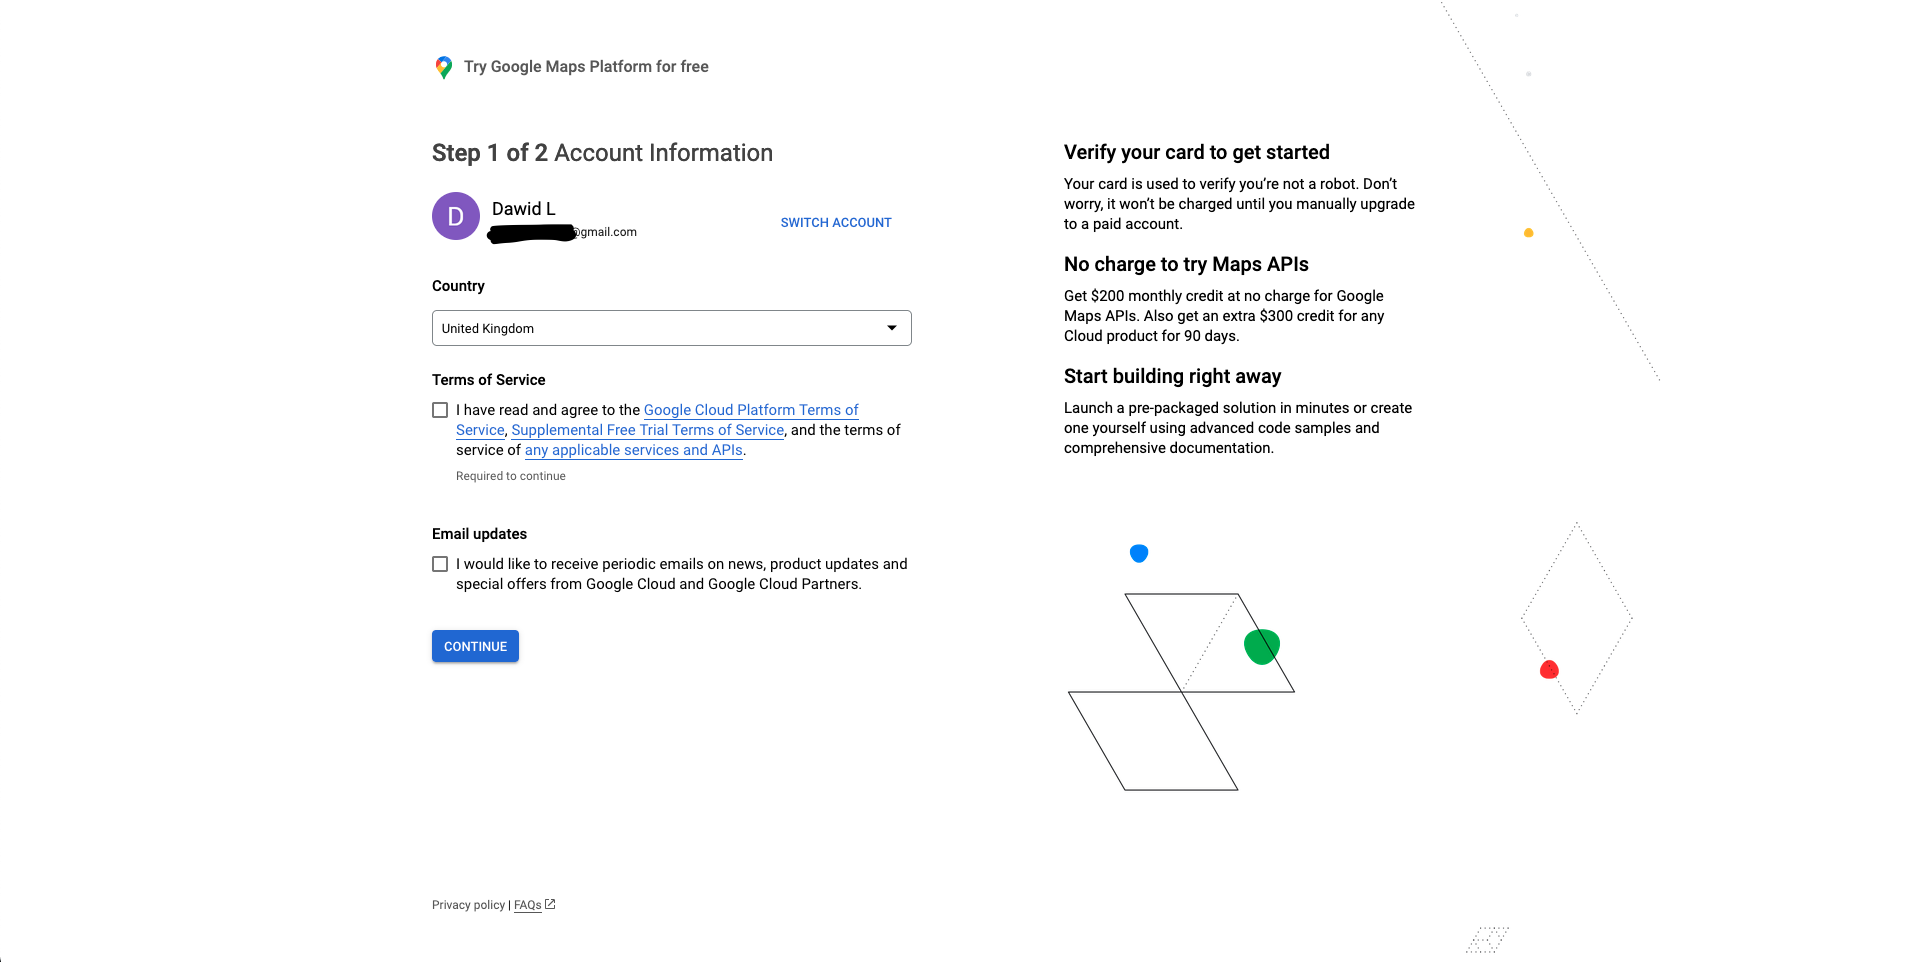 Try Google Maps Platform for free
Step 1 of 2 Account Information
D
Dawid L
@gmail.com
SWITCH ACCOUNT
Country
United Kingdom
Terms of Service
I have read and agree to the Google Cloud Platform Terms of
Service, Supplemental Free Trial Terms of Service, and the terms of
service of any applicable services and APIs.
Required to continue
Email updates
I would like to receive periodic emails on news, product updates and
special offers from Google Cloud and Google Cloud Partners.
CONTINUE
Verify your card to get started
Your card is used to verify you’re not a robot. Don’t
worry, it won’t be charged until you manually upgrade
to a paid account.
No charge to try Maps APIs
Get $200 monthly credit at no charge for Google
Maps APIs. Also get an extra $300 credit for any
Cloud product for 90 days.
Start building right away
Launch a pre-packaged solution in minutes or create
one yourself using advanced code samples and
comprehensive documentation.
Privacy policy | FAQs